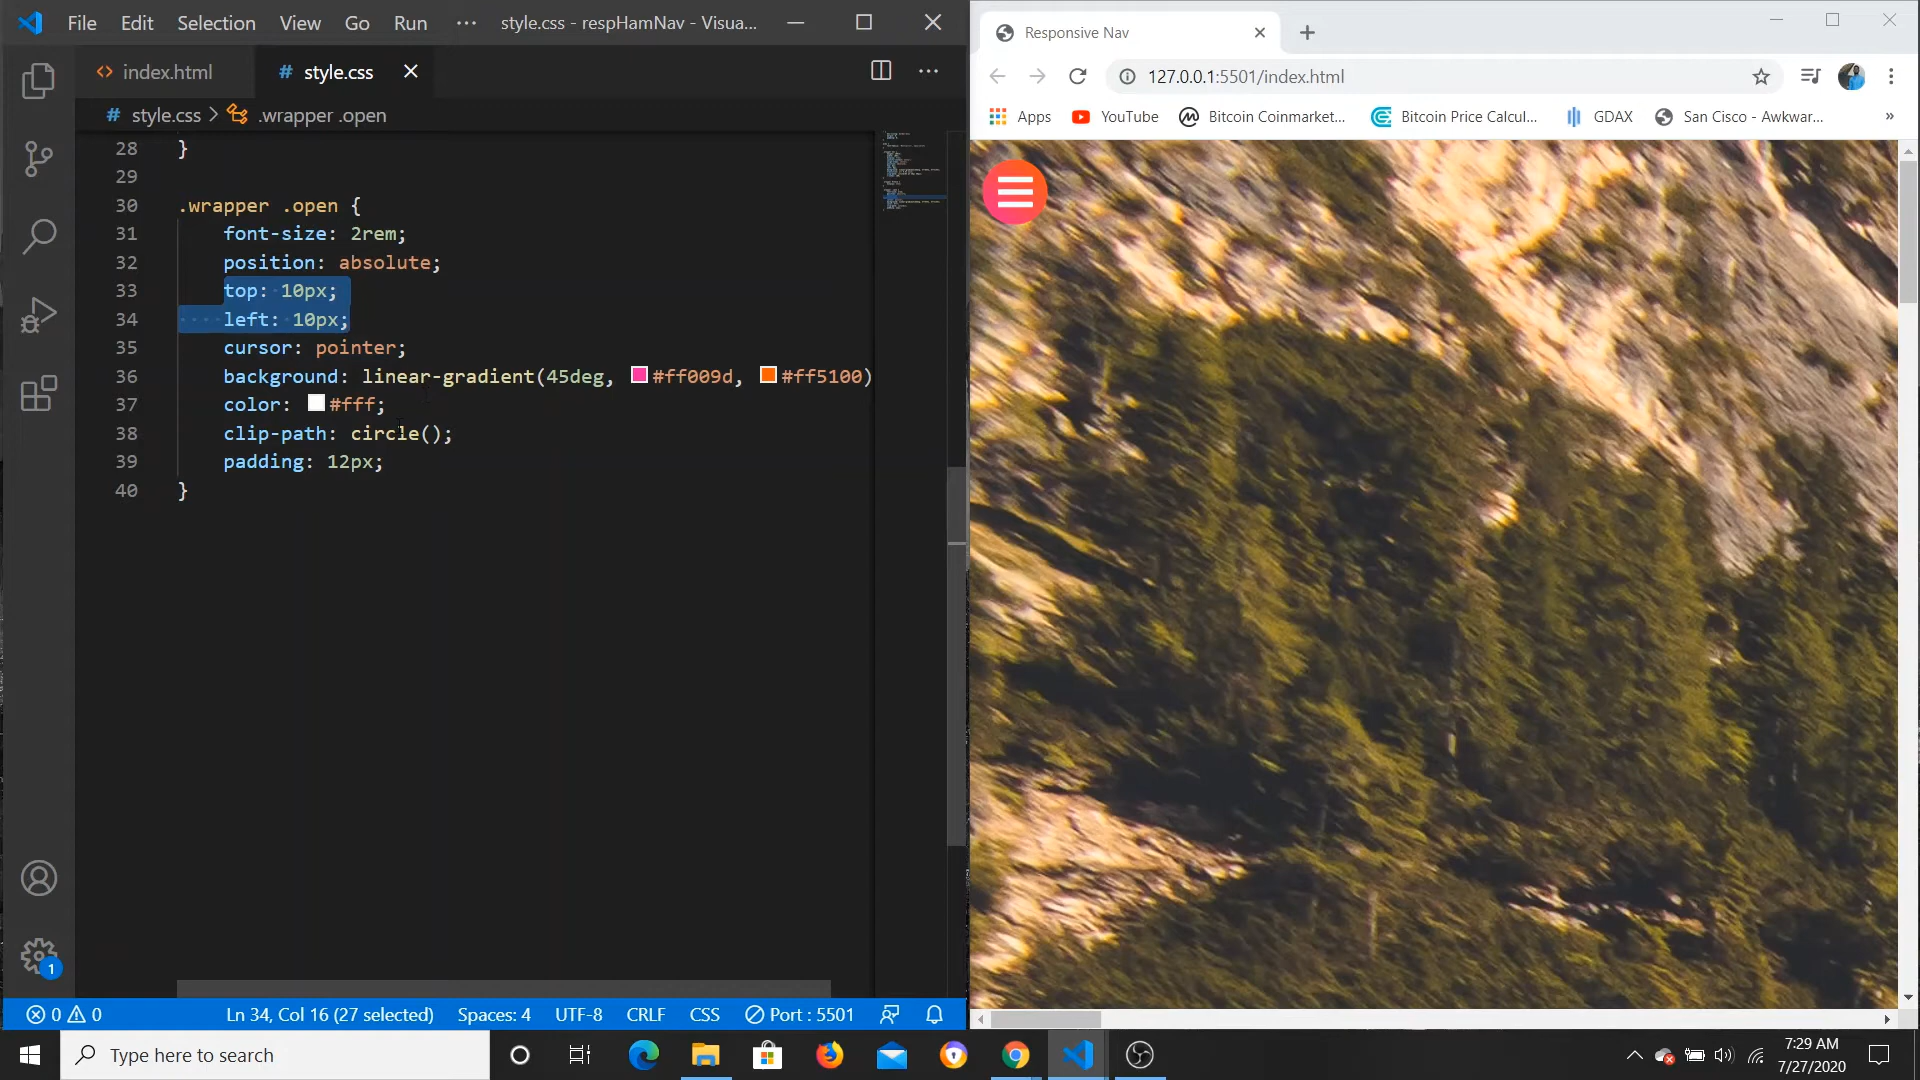 File Edit Selection View Go Run ··· style.css - respHamNav - Visua...
index.html # style.css
# style.css > .wrapper .open
28 }
29
30 .wrapper .open {
31 font-size: 2rem;
32 position: absolute;
33 top: 10px;
34 left: 10px;
35 cursor: pointer;
36 background: linear-gradient(45deg, #ff009d, #ff5100)
37 color: #fff;
38 clip-path: circle();
39 padding: 12px;
40 }
1
0 0 Ln 34, Col 16 (27 selected) Spaces: 4 UTF-8 CRLF CSS Port : 5501
Responsive Nav
127.0.0.1:5501/index.html
Apps YouTube Bitcoin Coinmarket... Bitcoin Price Calcul... GDAX San Cisco - Awkwar... »
Type here to search
7:29 AM
7/27/2020